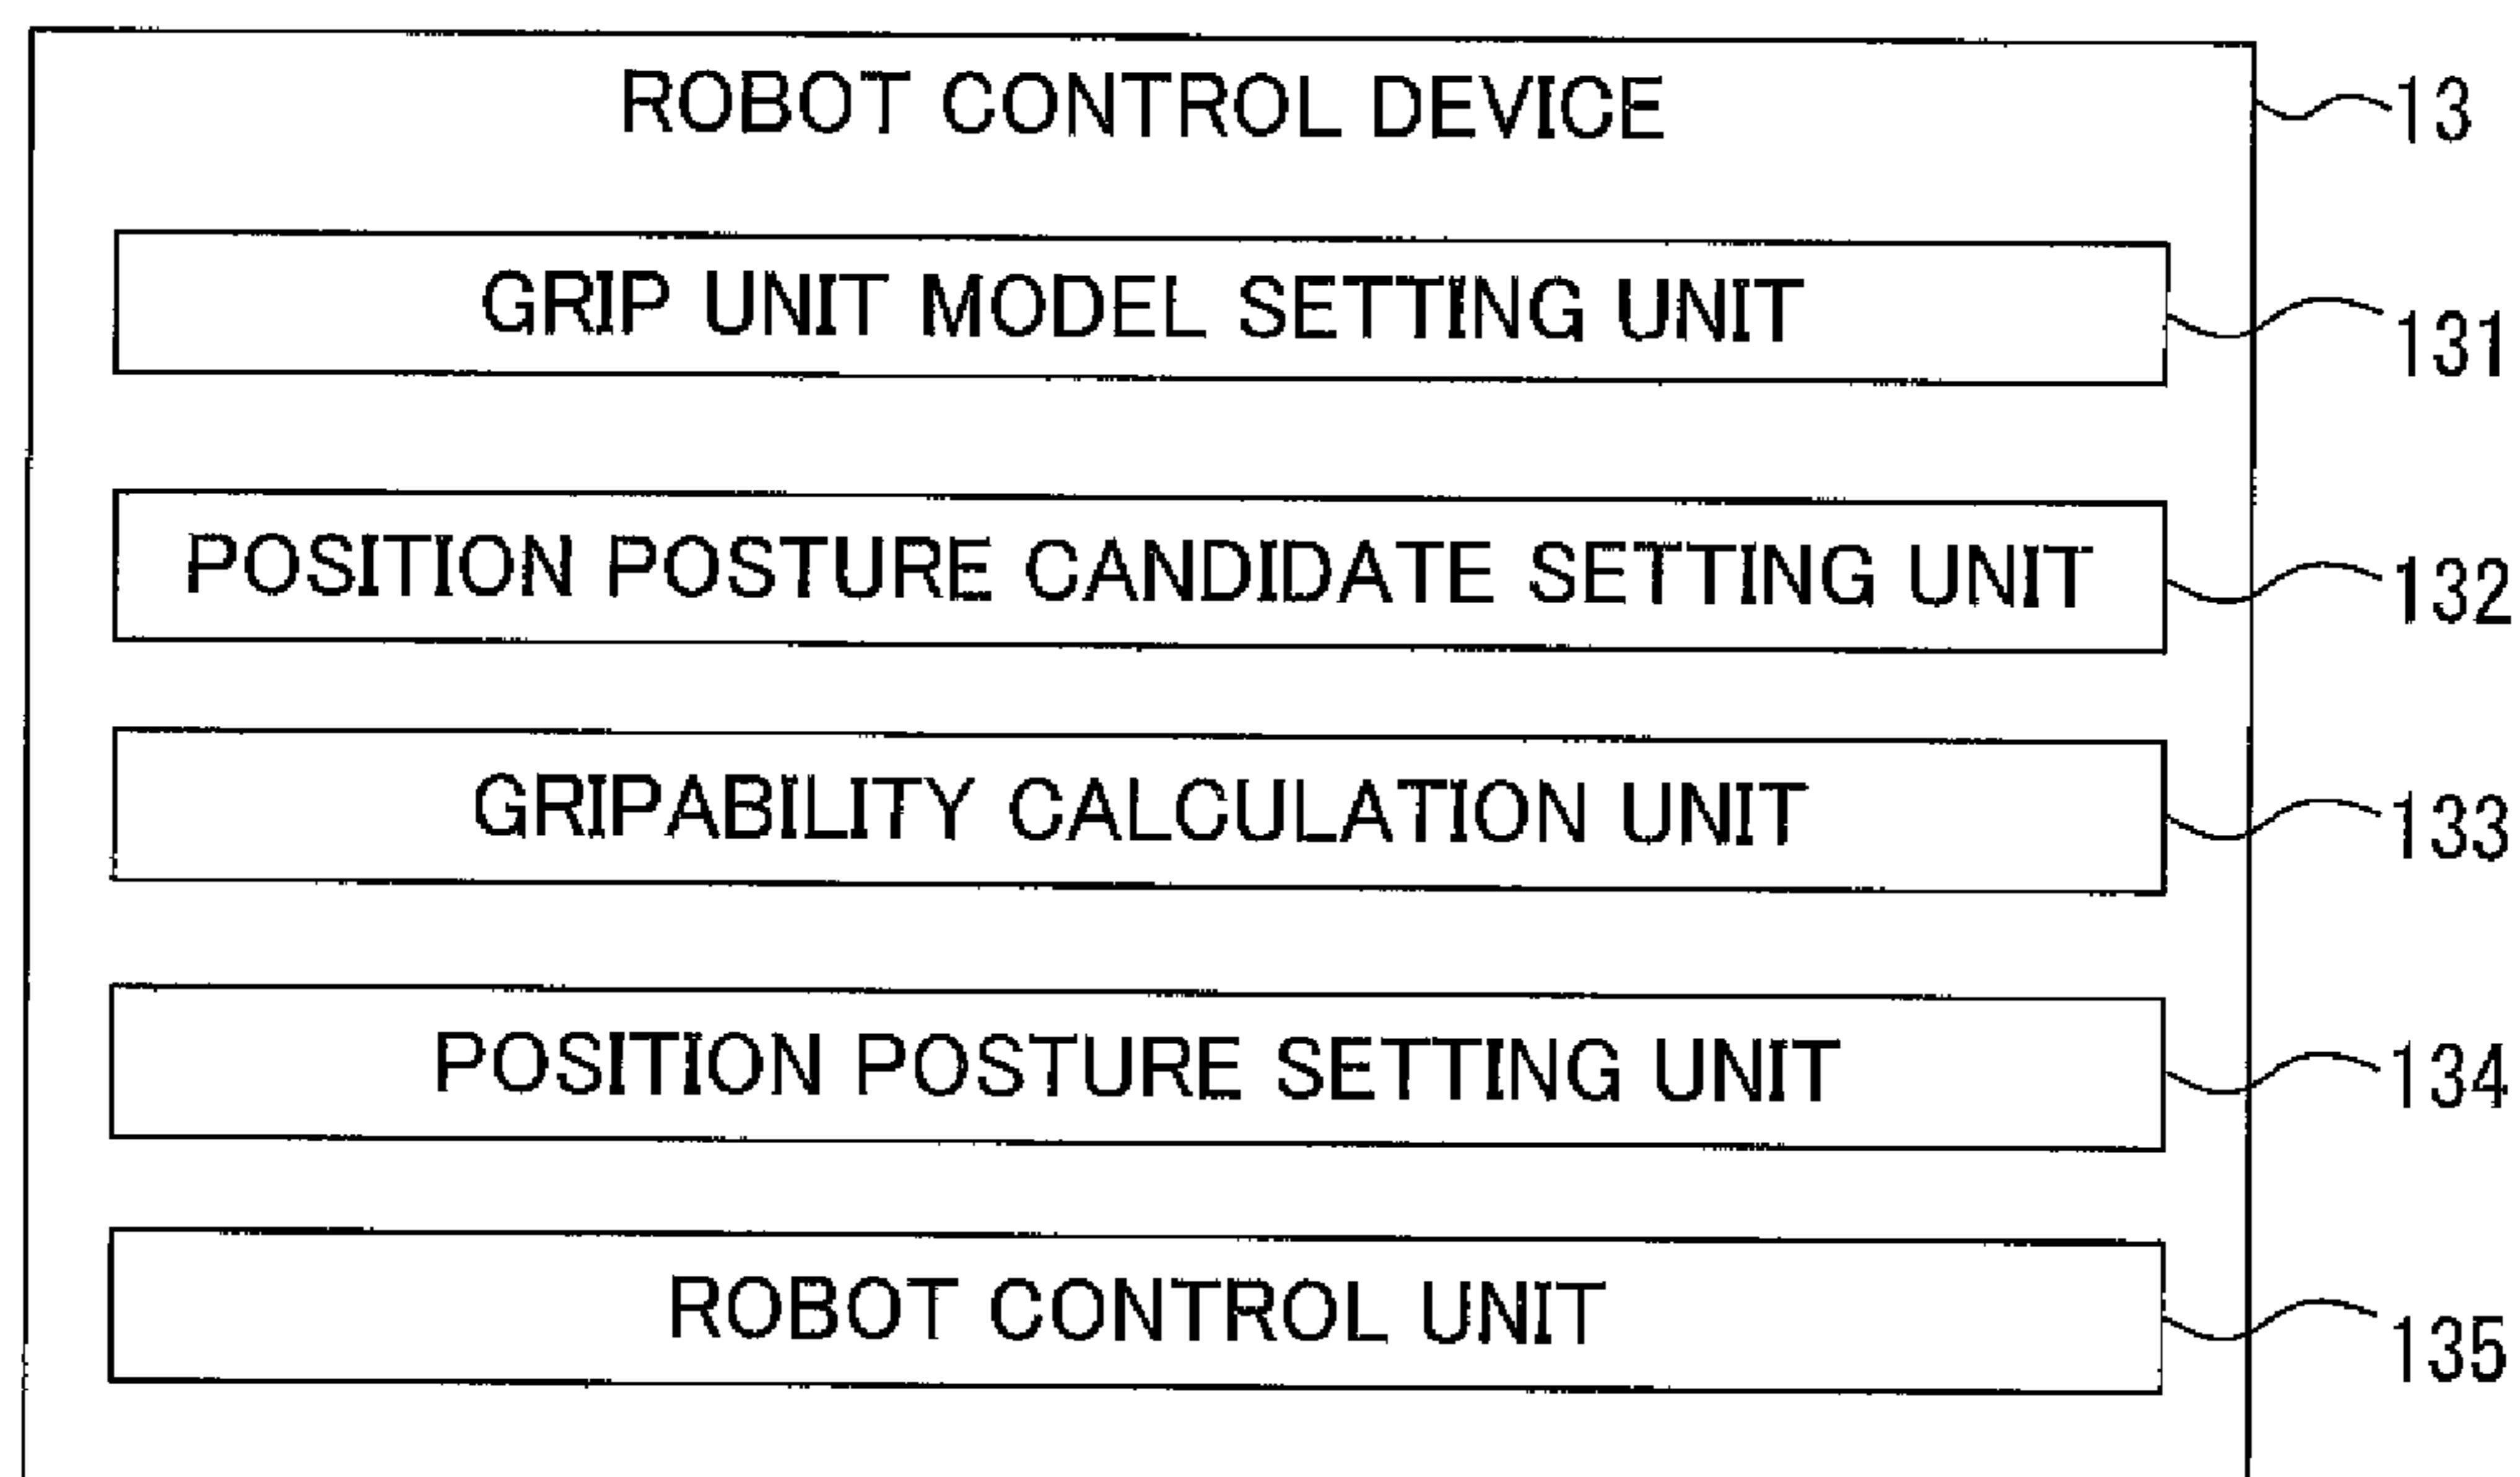 ROBOT CONTROL DEVICE 13
GRIP UNIT MODEL SETTING UNIT 131
POSITION POSTURE CANDIDATE SETTING UNIT 132
GRIPABILITY CALCULATION UNIT 133
POSITION POSTURE SETTING UNIT 134
ROBOT CONTROL UNIT 135